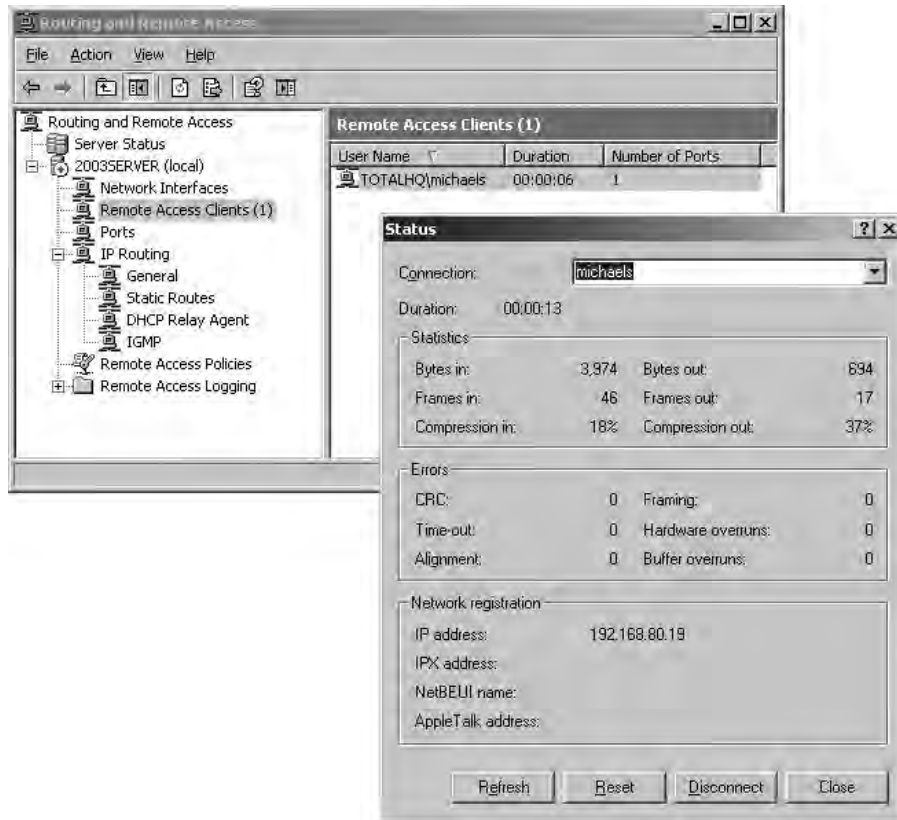 Routing and Remote Access
File Action View Help
Routing and Remote Access
Server Status
2003SERVER (local)
Network Interfaces
Remote Access Clients (1)
Ports
IP Routing
General
Static Routes
DHCP Relay Agent
IGMP
Remote Access Policies
Remote Access Logging
Remote Access Clients (1)
User Name Duration Number of Ports
TOTALHQ\michaels 00:00:06 1
Status
Connection: michaels
Duration: 00:00:13
Statistics
Bytes in: 3,974 Bytes out: 694
Frames in: 46 Frames out: 17
Compression in: 18% Compression out: 37%
Errors
CRC: 0 Framing: 0
Time-out: 0 Hardware overruns: 0
Alignment: 0 Buffer overruns: 0
Network registration
IP address: 192.168.80.19
IPX address:
NetBEUI name:
AppleTalk address:
Refresh Reset Disconnect Close